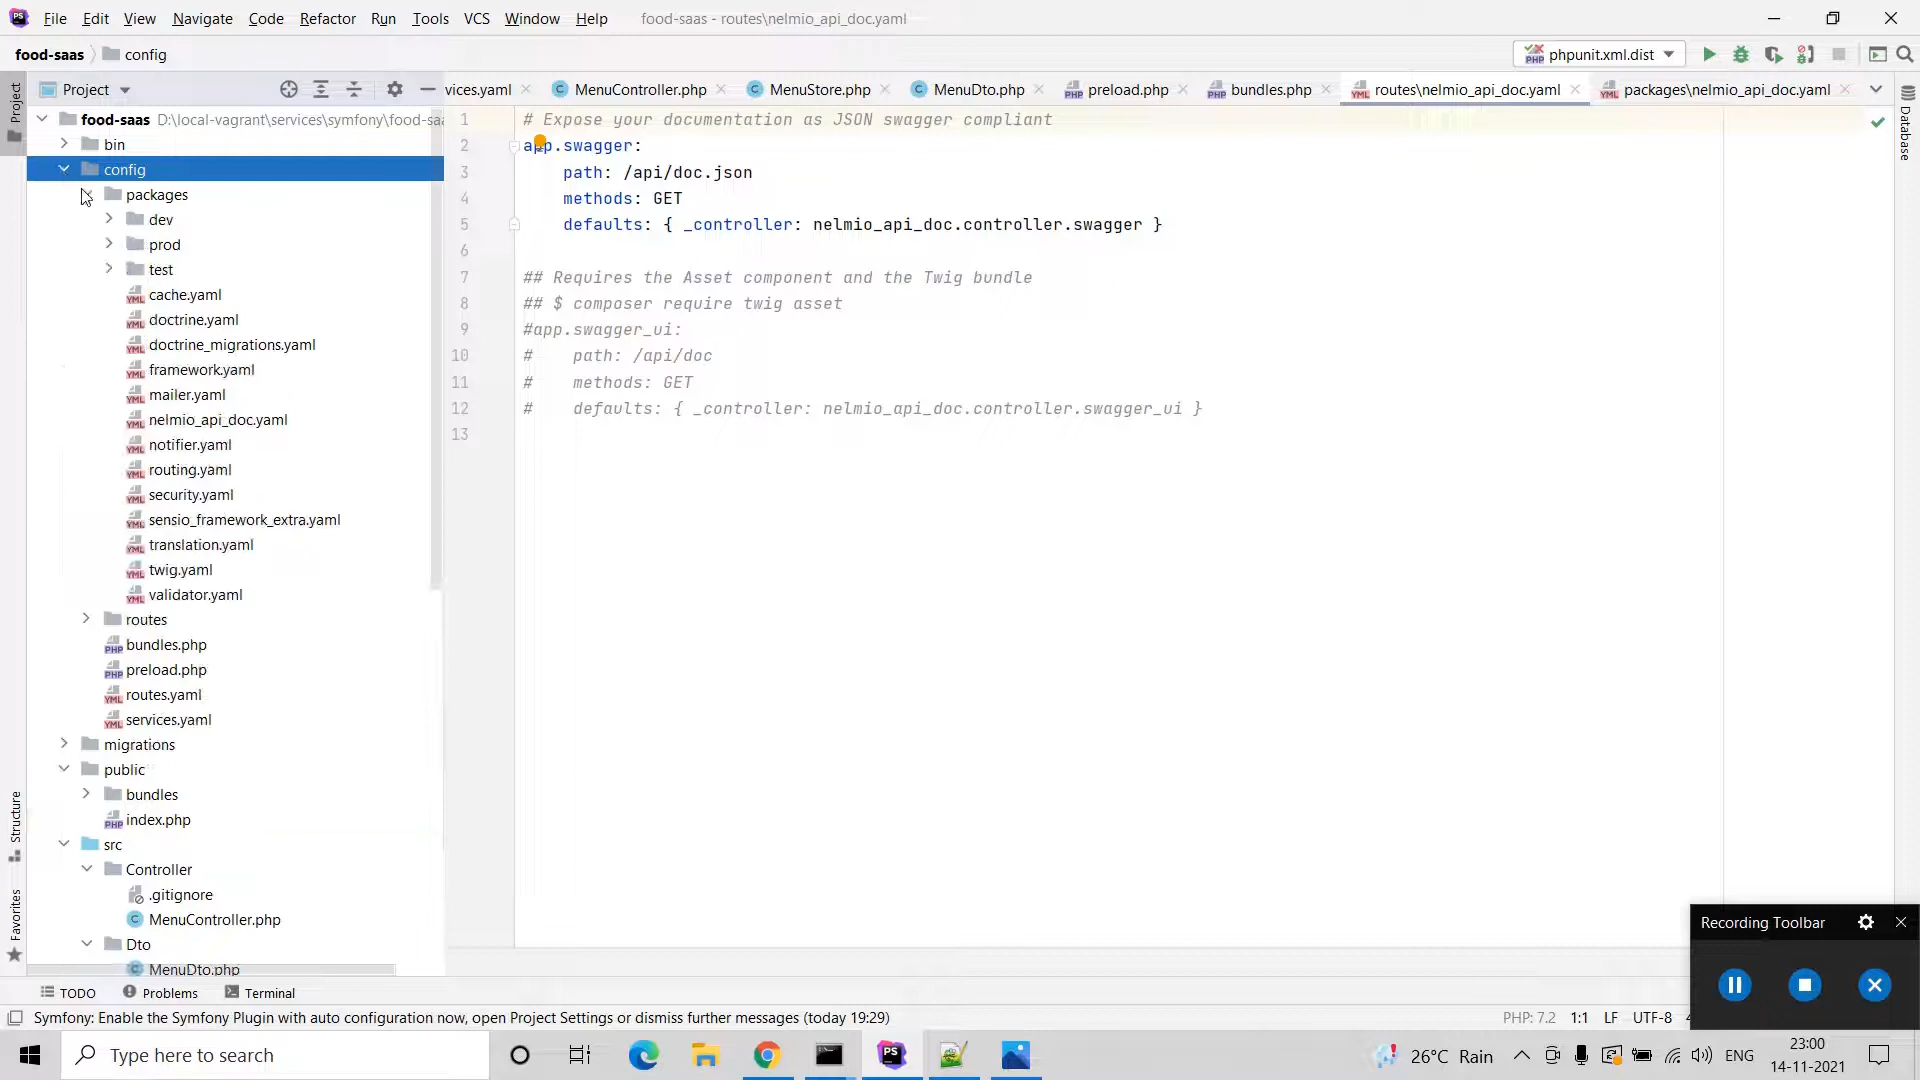 File Edit View Navigate Code Refactor Run Tools VCS Window Help food-saas - routes\nelmio_api_doc.yaml
food-saas config phpunit.xml.dist
Project vices.yaml MenuController.php MenuStore.php MenuDto.php preload.php bundles.php routes\nelmio_api_doc.yaml packages\nelmio_api_doc.yaml
Project
Database
Structure
Favorites
food-saas D:\local-vagrant\services\symfony\food-sa
bin
config
packages
dev
prod
test
cache.yaml
doctrine.yaml
doctrine_migrations.yaml
framework.yaml
mailer.yaml
nelmio_api_doc.yaml
notifier.yaml
routing.yaml
security.yaml
sensio_framework_extra.yaml
translation.yaml
twig.yaml
validator.yaml
routes
bundles.php
preload.php
routes.yaml
services.yaml
migrations
public
bundles
index.php
src
Controller
.gitignore
MenuController.php
Dto
MenuDto.php
1 # Expose your documentation as JSON swagger compliant
2 app.swagger:
3 path: /api/doc.json
4 methods: GET
5 defaults: { _controller: nelmio_api_doc.controller.swagger }
6
7 ## Requires the Asset component and the Twig bundle
8 ## $ composer require twig asset
9 #app.swagger_ui:
10 # path: /api/doc
11 # methods: GET
12 # defaults: { _controller: nelmio_api_doc.controller.swagger_ui }
13
Recording Toolbar
TODO Problems Terminal
Symfony: Enable the Symfony Plugin with auto configuration now, open Project Settings or dismiss further messages (today 19:29) PHP: 7.2 1:1 LF UTF-8
Type here to search 26°C Rain ENG 23:00
14-11-2021